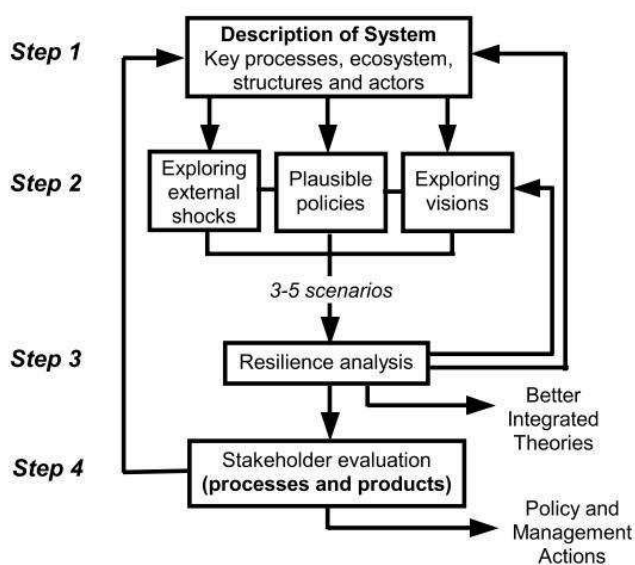 Step 1
Description of System
Key processes, ecosystem,
structures and actors
Step 2
Exploring
external
shocks
Plausible
policies
Exploring
visions
3-5 scenarios
Step 3
Resilience analysis
Better
Integrated
Theories
Step 4
Stakeholder evaluation
(processes and products)
Policy and
Management
Actions